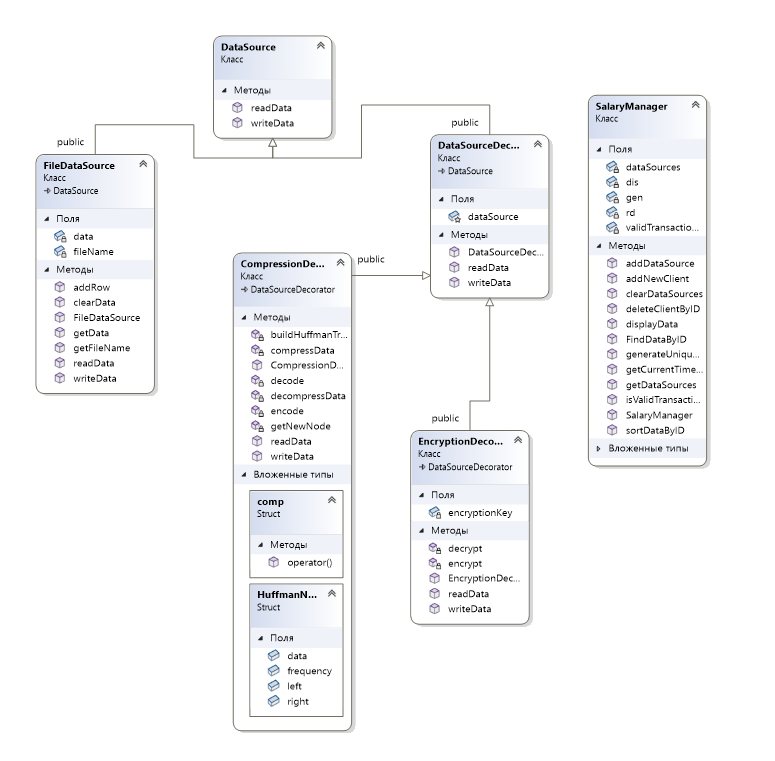 DataSource
Класс
Методы
readData
writeData
public
FileDataSource
Класс
DataSource
Поля
data
fileName
Методы
addRow
clearData
FileDataSource
getData
getFileName
readData
writeData
public
DataSourceDec...
Класс
DataSource
Поля
dataSource
Методы
DataSourceDec...
readData
writeData
public
CompressionDe...
Класс
DataSourceDecorator
Методы
buildHuffmanTr...
compressData
CompressionD...
decode
decompressData
encode
getNewNode
readData
writeData
Вложенные типы
comp
Struct
Методы
operator()
HuffmanN...
Struct
Поля
data
frequency
left
right
public
EncryptionDeco...
Класс
DataSourceDecorator
Поля
encryptionKey
Методы
decrypt
encrypt
EncryptionDec...
readData
writeData
SalaryManager
Класс
Поля
dataSources
dis
gen
rd
validTransactio...
Методы
addDataSource
addNewClient
clearDataSources
deleteClientByID
displayData
FindDataByID
generateUniqu...
getCurrentTime...
getDataSources
isValidTransacti...
SalaryManager
sortDataByID
Вложенные типы